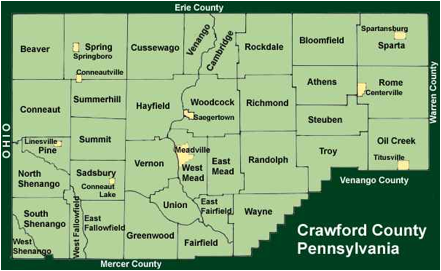 Erie County
Beaver
Spring
Springboro
Conneautville
Cussewago
Venango
Cambridge
Rockdale
Bloomfield
Spartansburg
Sparta
Conneaut
Summerhill
Hayfield
Woodcock
Saegertown
Richmond
Athens
Rome
Centerville
Steuben
Warren County
OHIO
Linesville
Pine
Summit
Vernon
Meadville
West
Mead
East
Mead
Randolph
Troy
Oil Creek
Titusville
North
Shenango
Sadsbury
Conneaut
Lake
Venango County
South
Shenango
West Fallowfield
East
Fallowfield
Union
East
Fairfield
Wayne
West
Shenango
Greenwood
Fairfield
Mercer County
Crawford County
Pennsylvania